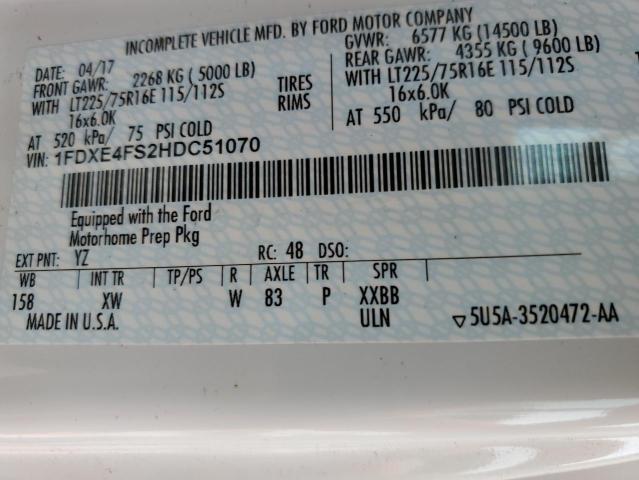 INCOMPLETE VEHICLE MFD. BY FORD MOTOR COMPANY
DATE: 04/17 GVWR: 6577 KG (14500 LB)
FRONT GAWR: 2268 KG (5000 LB) REAR GAWR: 4355 KG (9600 LB)
WITH LT225/75R16E 115/112S TIRES WITH LT225/75R16E 115/112S
16x6.0K RIMS 16x6.0K
AT 520 kPa/ 75 PSI COLD AT 550 kPa/ 80 PSI COLD
VIN: 1FDXE4FS2HDC51070
Equipped with the Ford
Motorhome Prep Pkg
EXT PNT: YZ RC: 48 DSO:
WB INT TR TP/PS R AXLE TR SPR
158 XW W 83 P XXBB
MADE IN U.S.A. ULN ▽5U5A-3520472-AA